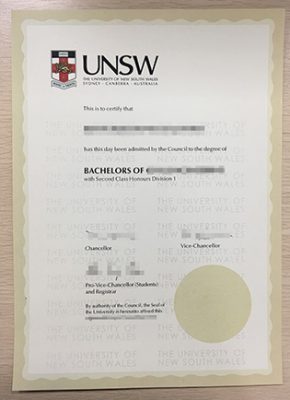 UNSW
THE UNIVERSITY OF NEW SOUTH WALES
SYDNEY · CANBERRA · AUSTRALIA
This is to certify that
has this day been admitted by the Council to the degree of
BACHELORS OF
with Second Class Honours Division 1
Chancellor
Vice-Chancellor
Pro-Vice-Chancellor (Students)
and Registrar
By authority of the Council, the Seal of
the University is hereunto affixed this